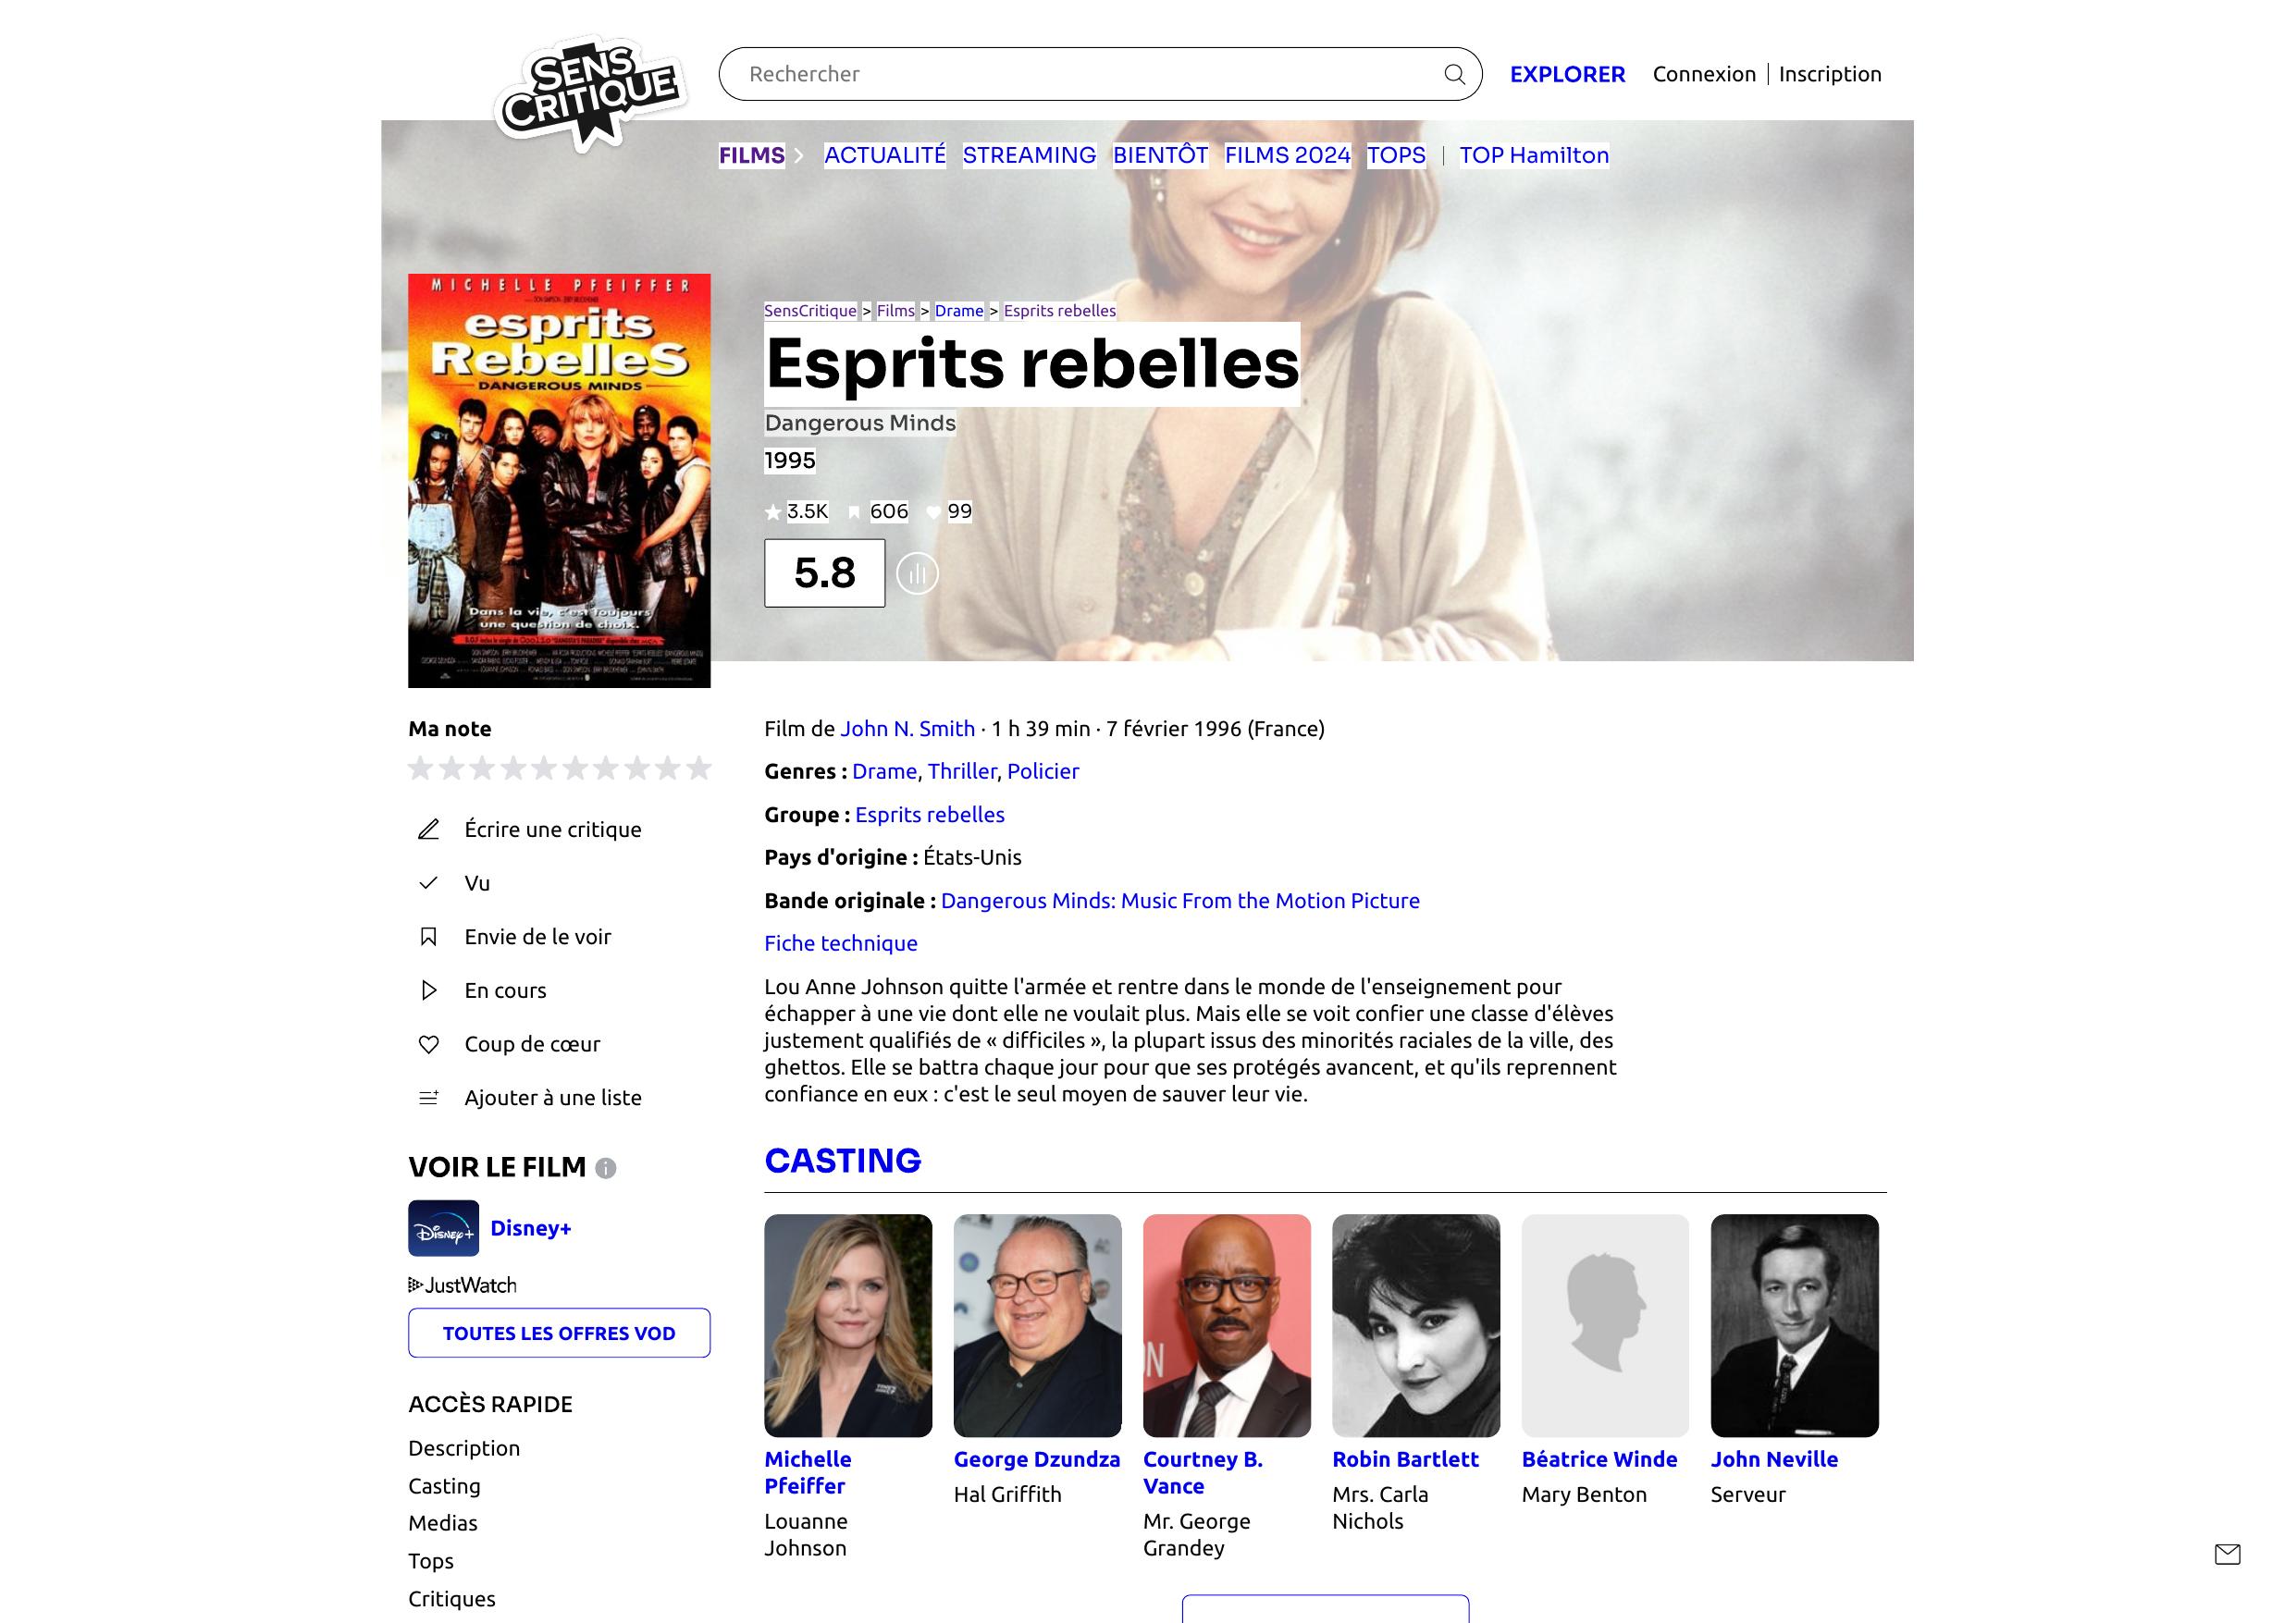 SENS
CRITIQUE
Rechercher
EXPLORER
Connexion | Inscription
FILMS
ACTUALITÉ
STREAMING
BIENTÔT
FILMS 2024
TOPS
TOP Hamilton
MICHELLE PFEIFFER
esprits
RebelleS
DANGEROUS MINDS
Dans la vie, c'est toujours
une question de choix.
SensCritique > Films > Drame > Esprits rebelles
Esprits rebelles
Dangerous Minds
1995
3.5K 606 99
5.8
Ma note
Écrire une critique
Vu
Envie de le voir
En cours
Coup de cœur
Ajouter à une liste
VOIR LE FILM
Disney+
Disney+
JustWatch
TOUTES LES OFFRES VOD
ACCÈS RAPIDE
Description
Casting
Medias
Tops
Critiques
Film de John N. Smith · 1 h 39 min · 7 février 1996 (France)
Genres : Drame, Thriller, Policier
Groupe : Esprits rebelles
Pays d'origine : États-Unis
Bande originale : Dangerous Minds: Music From the Motion Picture
Fiche technique
Lou Anne Johnson quitte l'armée et rentre dans le monde de l'enseignement pour
échapper à une vie dont elle ne voulait plus. Mais elle se voit confier une classe d'élèves
justement qualifiés de « difficiles », la plupart issus des minorités raciales de la ville, des
ghettos. Elle se battra chaque jour pour que ses protégés avancent, et qu'ils reprennent
confiance en eux : c'est le seul moyen de sauver leur vie.
CASTING
Michelle
Pfeiffer
Louanne
Johnson
George Dzundza
Hal Griffith
Courtney B.
Vance
Mr. George
Grandey
Robin Bartlett
Mrs. Carla
Nichols
Béatrice Winde
Mary Benton
John Neville
Serveur